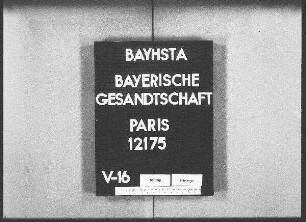 BAYHSTA
BAYERISCHE
GESANDTSCHAFT
PARIS
12175
V-16